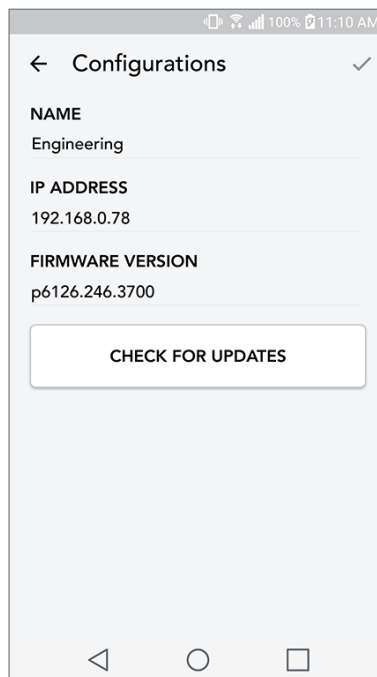 100% 11:10 AM
Configurations
NAME
Engineering
IP ADDRESS
192.168.0.78
FIRMWARE VERSION
p6126.246.3700
CHECK FOR UPDATES